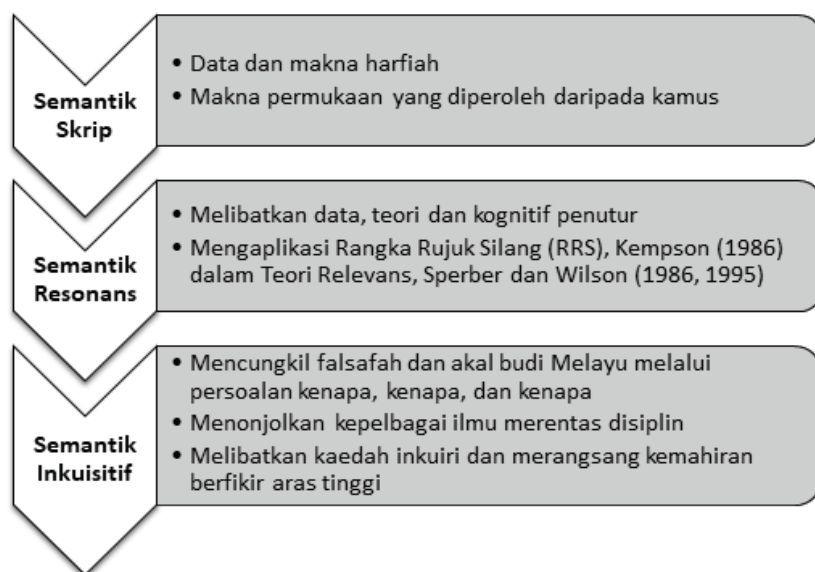 Semantik
Skrip
• Data dan makna harfiah
• Makna permukaan yang diperoleh daripada kamus
Semantik
Resonans
• Melibatkan data, teori dan kognitif penutur
• Mengaplikasi Rangka Rujuk Silang (RRS), Kempson (1986)
dalam Teori Relevans, Sperber dan Wilson (1986, 1995)
Semantik
Inkuisitif
• Mencungkil falsafah dan akal budi Melayu melalui
persoalan kenapa, kenapa, dan kenapa
• Menonjolkan kepelbagai ilmu merentas disiplin
• Melibatkan kaedah inkuiri dan merangsang kemahiran
berfikir aras tinggi